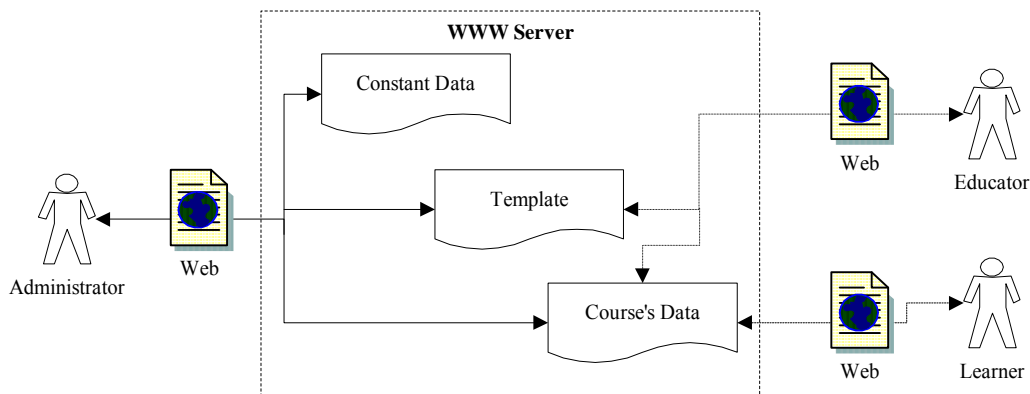 WWW Server
Constant Data
Web
Educator
Template
Web
Administrator
Course's Data
Web
Learner